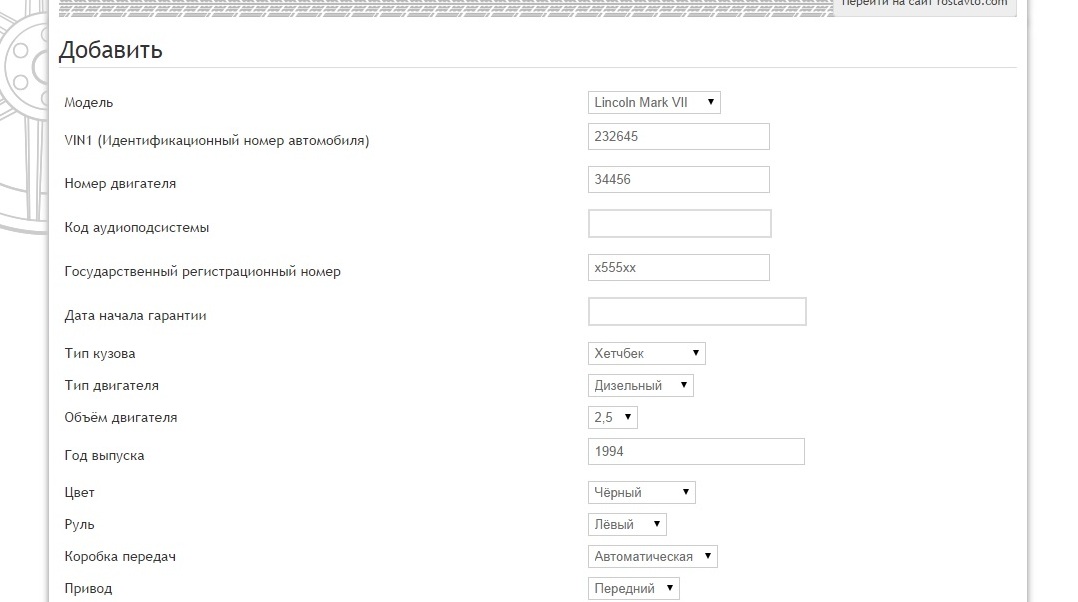 Перейти на сайт rostavto.com
Добавить
Модель Lincoln Mark VII
VIN1 (Идентификационный номер автомобиля) 232645
Номер двигателя 34456
Код аудиоподсистемы
Государственный регистрационный номер х555хх
Дата начала гарантии
Тип кузова Хетчбек
Тип двигателя Дизельный
Объём двигателя 2,5
Год выпуска 1994
Цвет Чёрный
Руль Лёвый
Коробка передач Автоматическая
Привод Передний